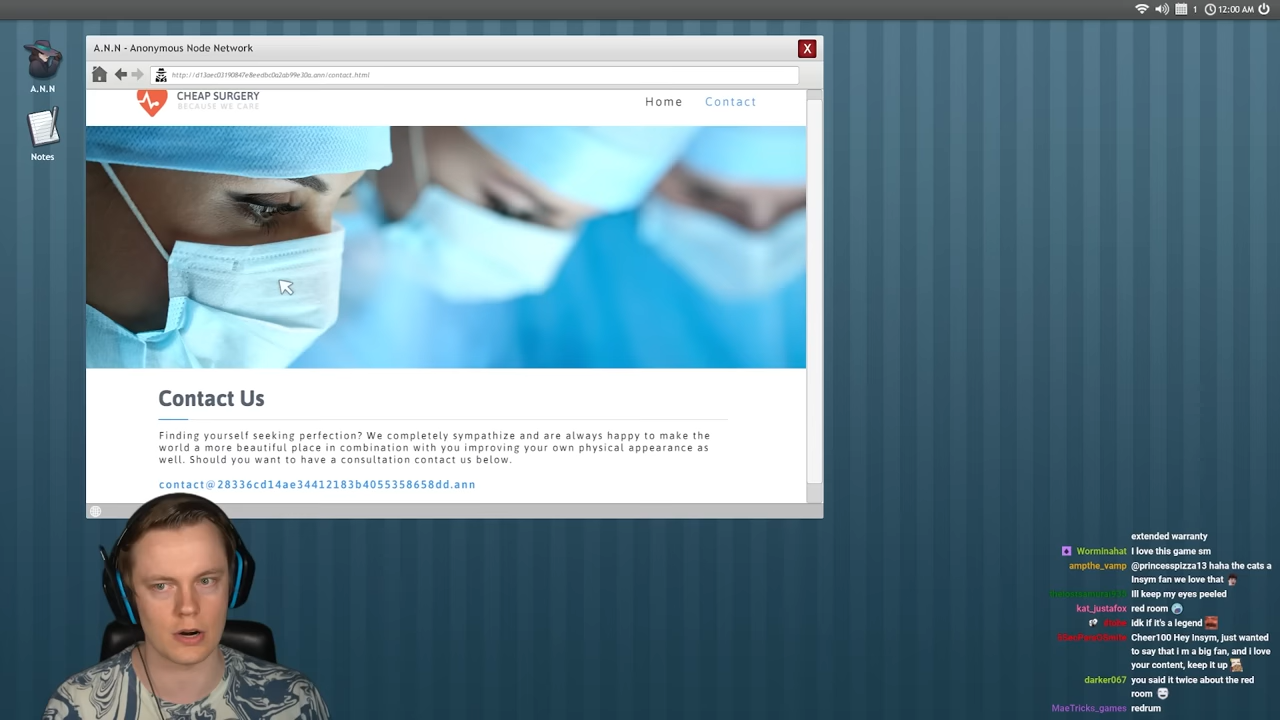 1 12:00 AM
A.N.N - Anonymous Node Network
X
A.N.N
Notes
CHEAP SURGERY
BECAUSE WE CARE
Home Contact
Contact Us
Finding yourself seeking perfection? We completely sympathize and are always happy to make the
world a more beautiful place in combination with you improving your own physical appearance as
well. Should you want to have a consultation contact us below.
contact@28336cd14ae34412183b4055358658dd.ann
extended warranty
Worminahat I love this game sm
ampthe_vamp @princesspizza13 haha the cats a
Insym fan we love that
Ill keep my eyes peeled
kat_justafox red room
idk if it's a legend
Cheer100 Hey Insym, just wanted
to say that i m a big fan, and i love
your content, keep it up
darker067 you said it twice about the red
room
MaeTricks_games redrum